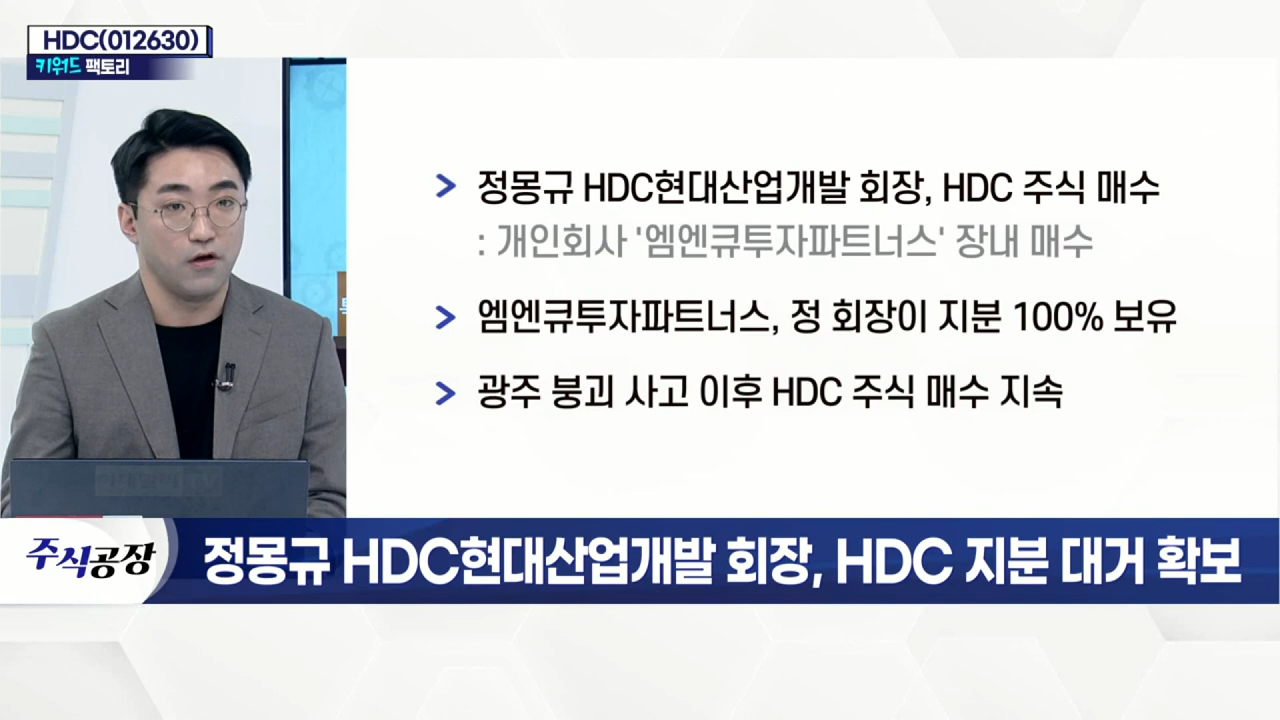 HDC(012630)
키워드 팩토리
정몽규 HDC현대산업개발 회장, HDC 주식 매수
: 개인회사 '엠엔큐투자파트너스' 장내 매수
엠엔큐투자파트너스, 정 회장이 지분 100% 보유
광주 붕괴 사고 이후 HDC 주식 매수 지속
주식공장
정몽규 HDC현대산업개발 회장, HDC 지분 대거 확보